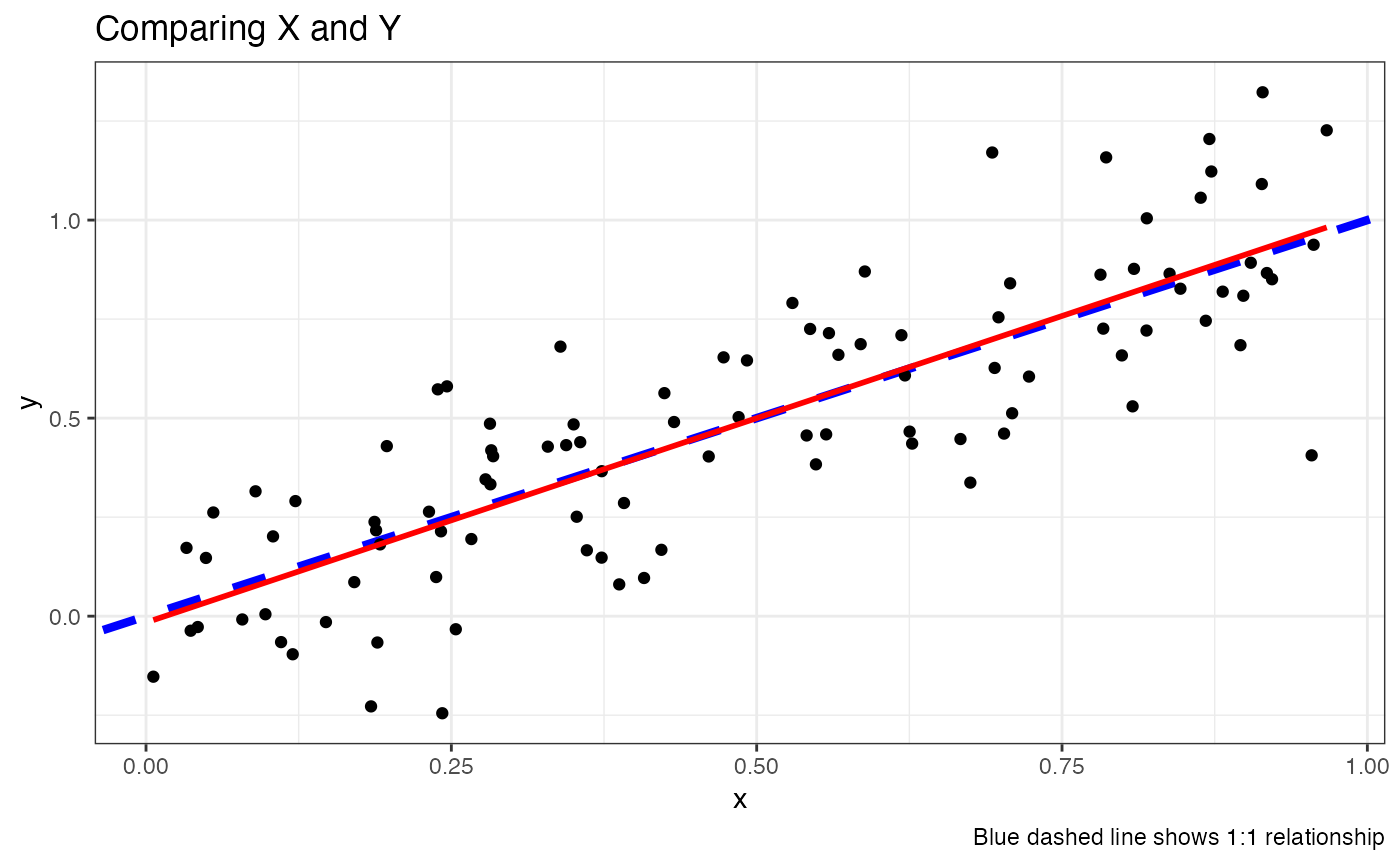 Comparing X and Y
y
1.0
0.5
0.0
0.00 0.25 0.50 0.75 1.00
x
Blue dashed line shows 1:1 relationship